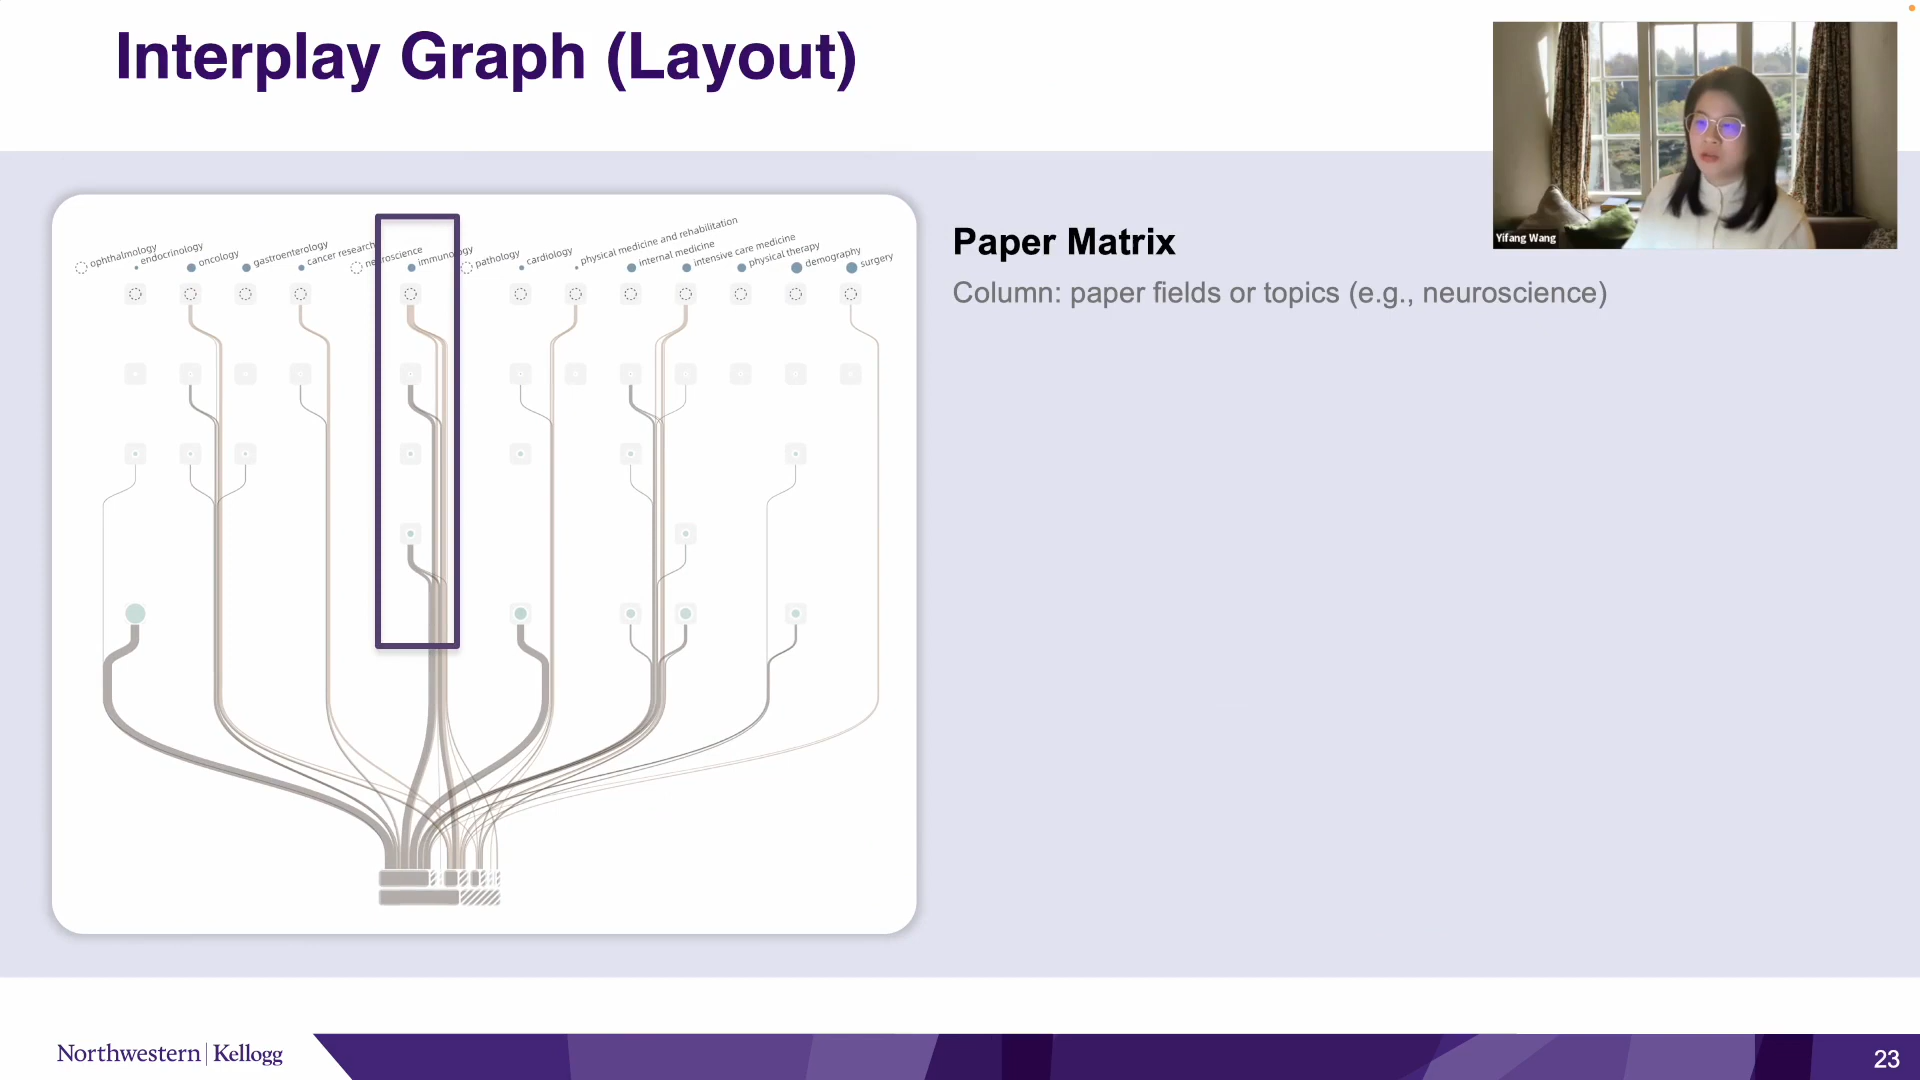 Interplay Graph (Layout)
Yifang Wang
ophthalmology
endocrinology
oncology
gastroenterology
cancer research
neuroscience
immunology
pathology
cardiology
physical medicine and rehabilitation
internal medicine
intensive care medicine
physical therapy
demography
surgery
Paper Matrix
Column: paper fields or topics (e.g., neuroscience)
Northwestern | Kellogg
23